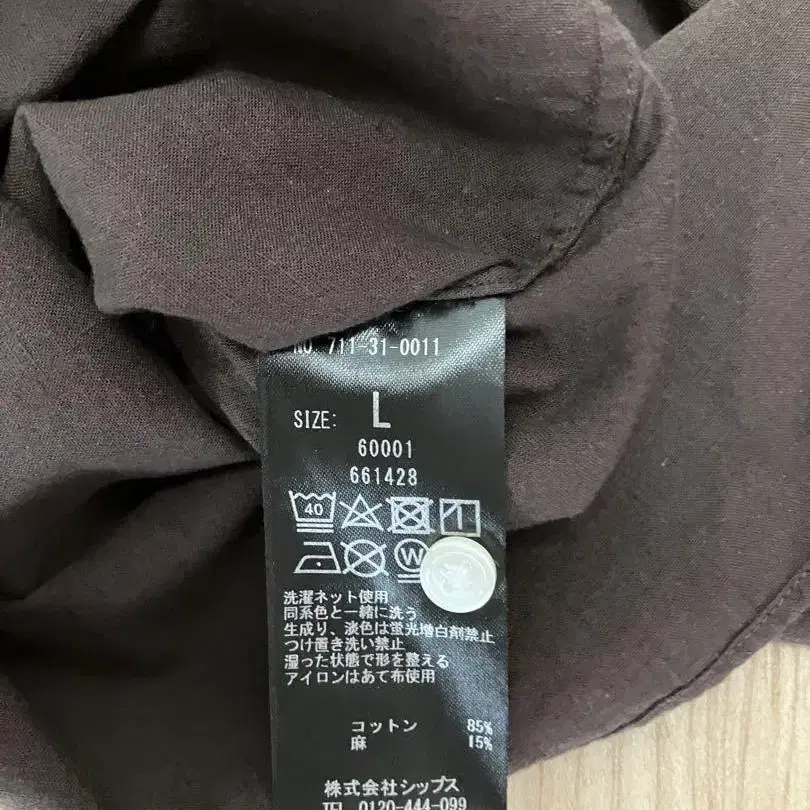 NO. 711-31-0011
SIZE: L
60001
661428
40
W
洗濯ネット使用
同系色と一緒に洗う
生成り、淡色は蛍光増白剤禁止
つけ置き洗い禁止
湿った状態で形を整える
アイロンはあて布使用
コットン 85%
麻 15%
株式会社シップス
TEL 0120-444-099